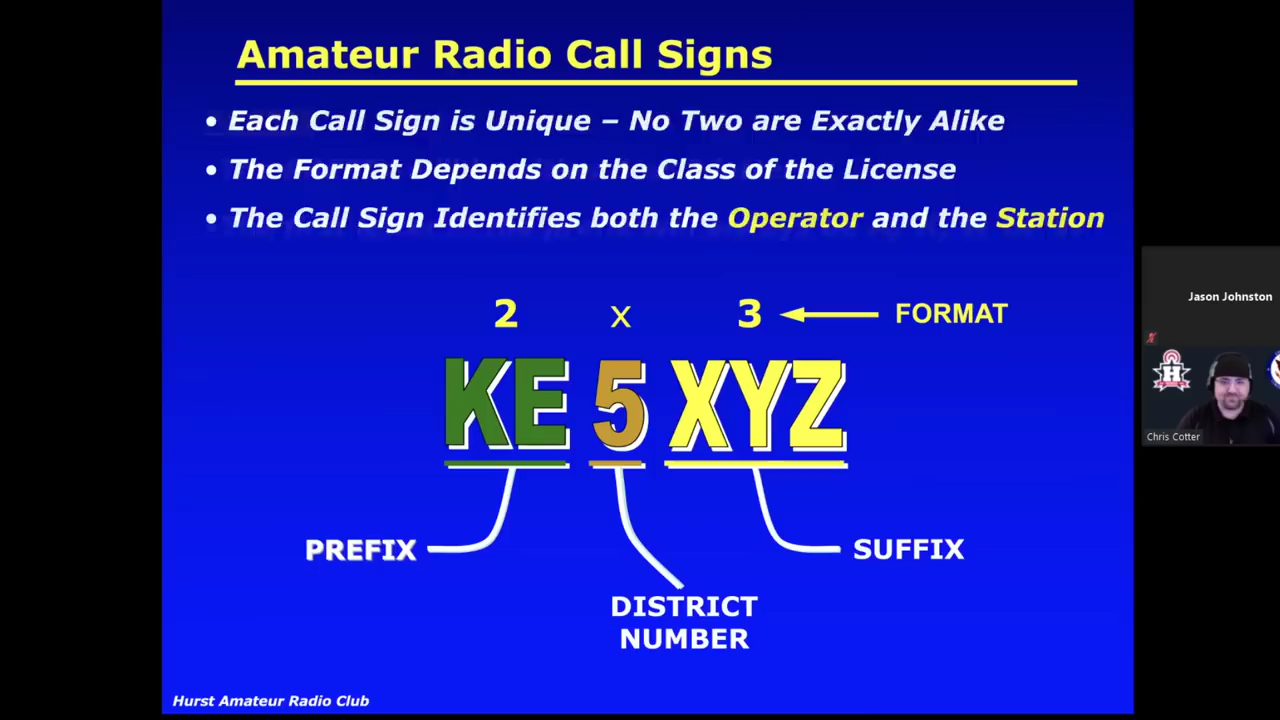 Amateur Radio Call Signs
• Each Call Sign is Unique – No Two are Exactly Alike
• The Format Depends on the Class of the License
• The Call Sign Identifies both the Operator and the Station
2 x 3 FORMAT
KE 5 XYZ
PREFIX
SUFFIX
DISTRICT
NUMBER
Hurst Amateur Radio Club
Jason Johnston
H
Chris Cotter